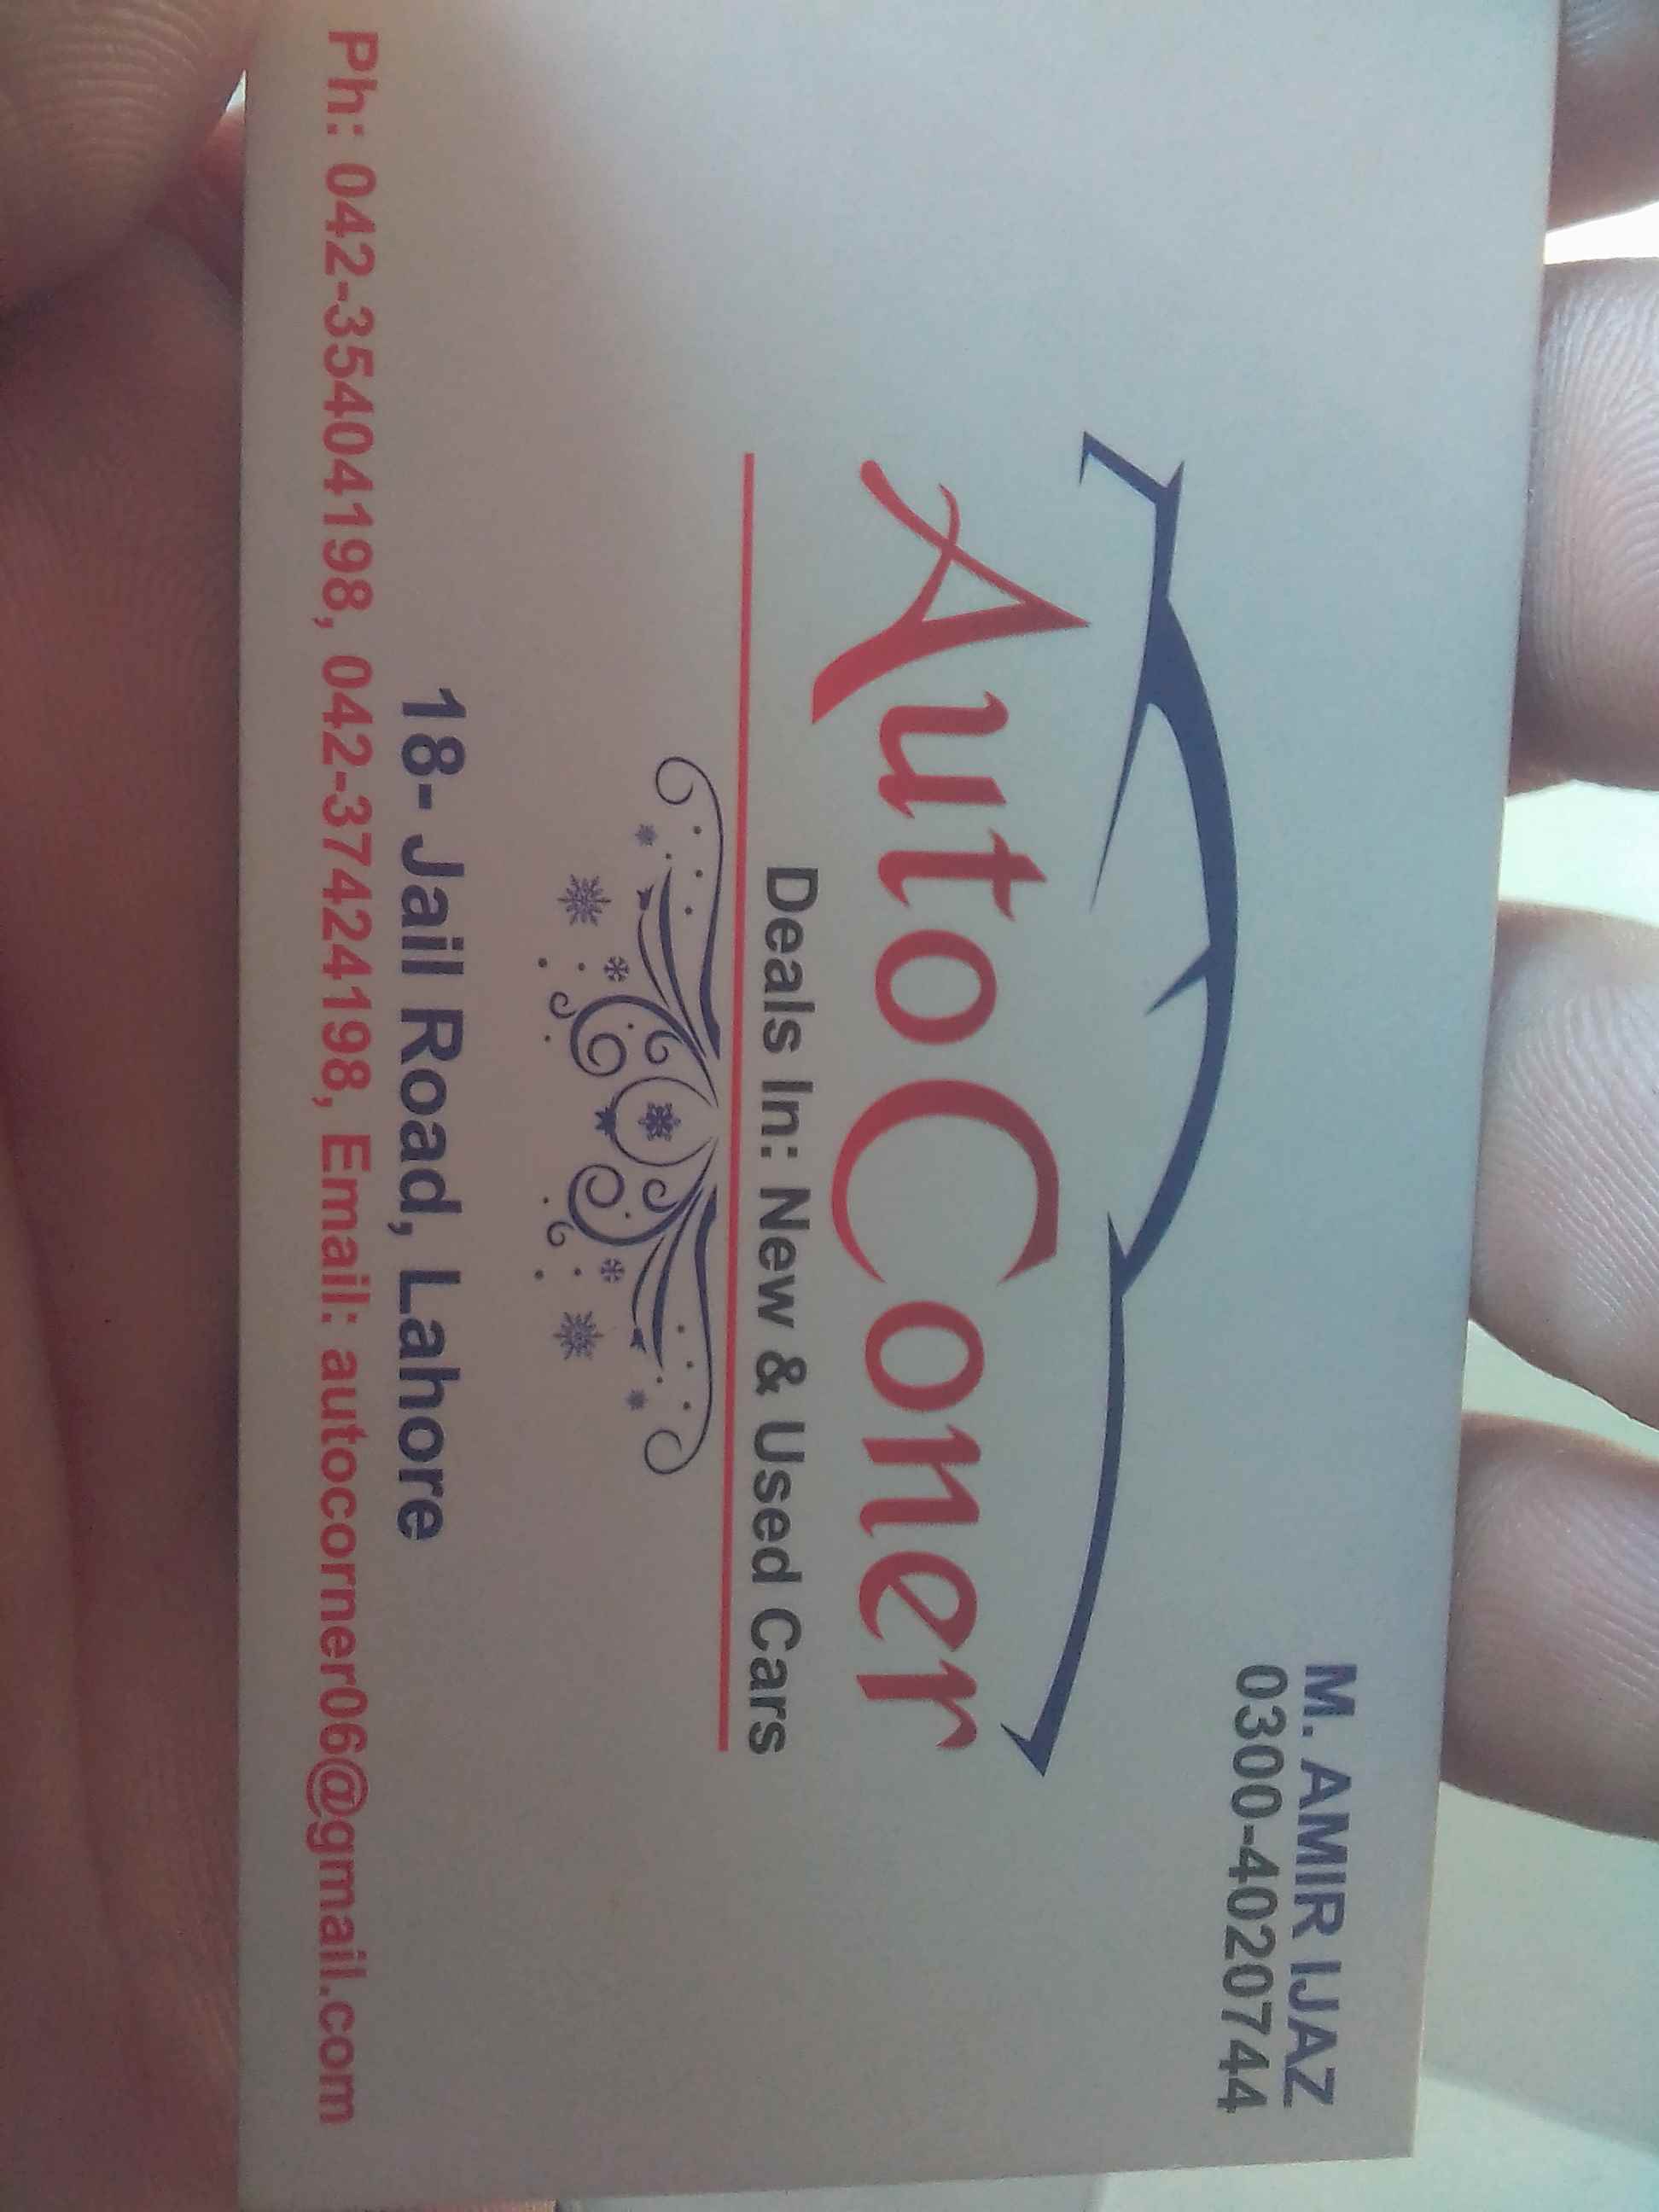 M. AMIR IJAZ
0300-4020744
AutoCorner
Deals In: New & Used Cars
18- Jail Road, Lahore
Ph: 042-35404198, 042-37424198, Email: autocorner06@gmail.com